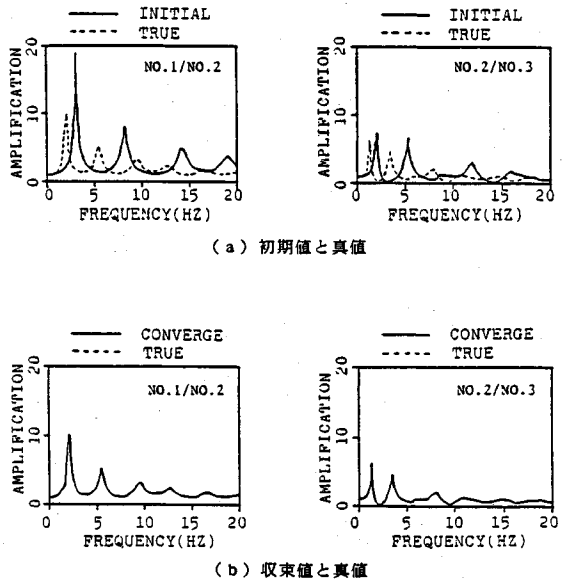 INITIAL
TRUE
NO.1/NO.2
AMPLIFICATION
20
10
0
0 5 10 15 20
FREQUENCY(HZ)
INITIAL
TRUE
NO.2/NO.3
AMPLIFICATION
20
10
0
0 5 10 15 20
FREQUENCY(HZ)
(a) 初期値と真値
CONVERGE
TRUE
NO.1/NO.2
AMPLIFICATION
20
10
0
0 5 10 15 20
FREQUENCY(HZ)
CONVERGE
TRUE
NO.2/NO.3
AMPLIFICATION
20
10
0
0 5 10 15 20
FREQUENCY(HZ)
(b) 収束値と真値